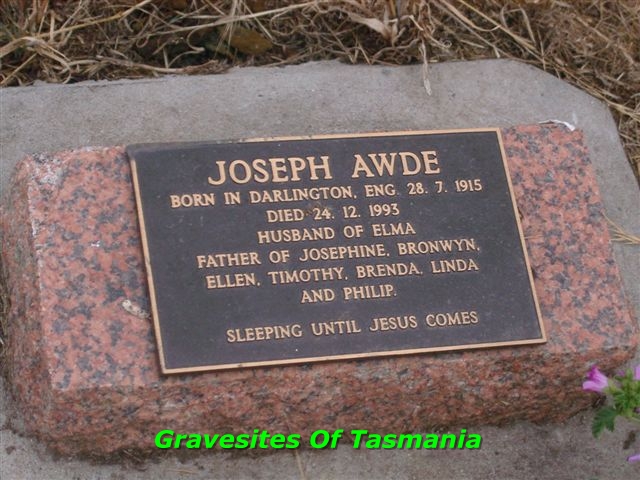 JOSEPH AWDE
BORN IN DARLINGTON, ENG. 28. 7. 1915
DIED 24. 12. 1993
HUSBAND OF ELMA
FATHER OF JOSEPHINE, BRONWYN,
ELLEN, TIMOTHY, BRENDA, LINDA
AND PHILIP.
SLEEPING UNTIL JESUS COMES
Gravesites Of Tasmania